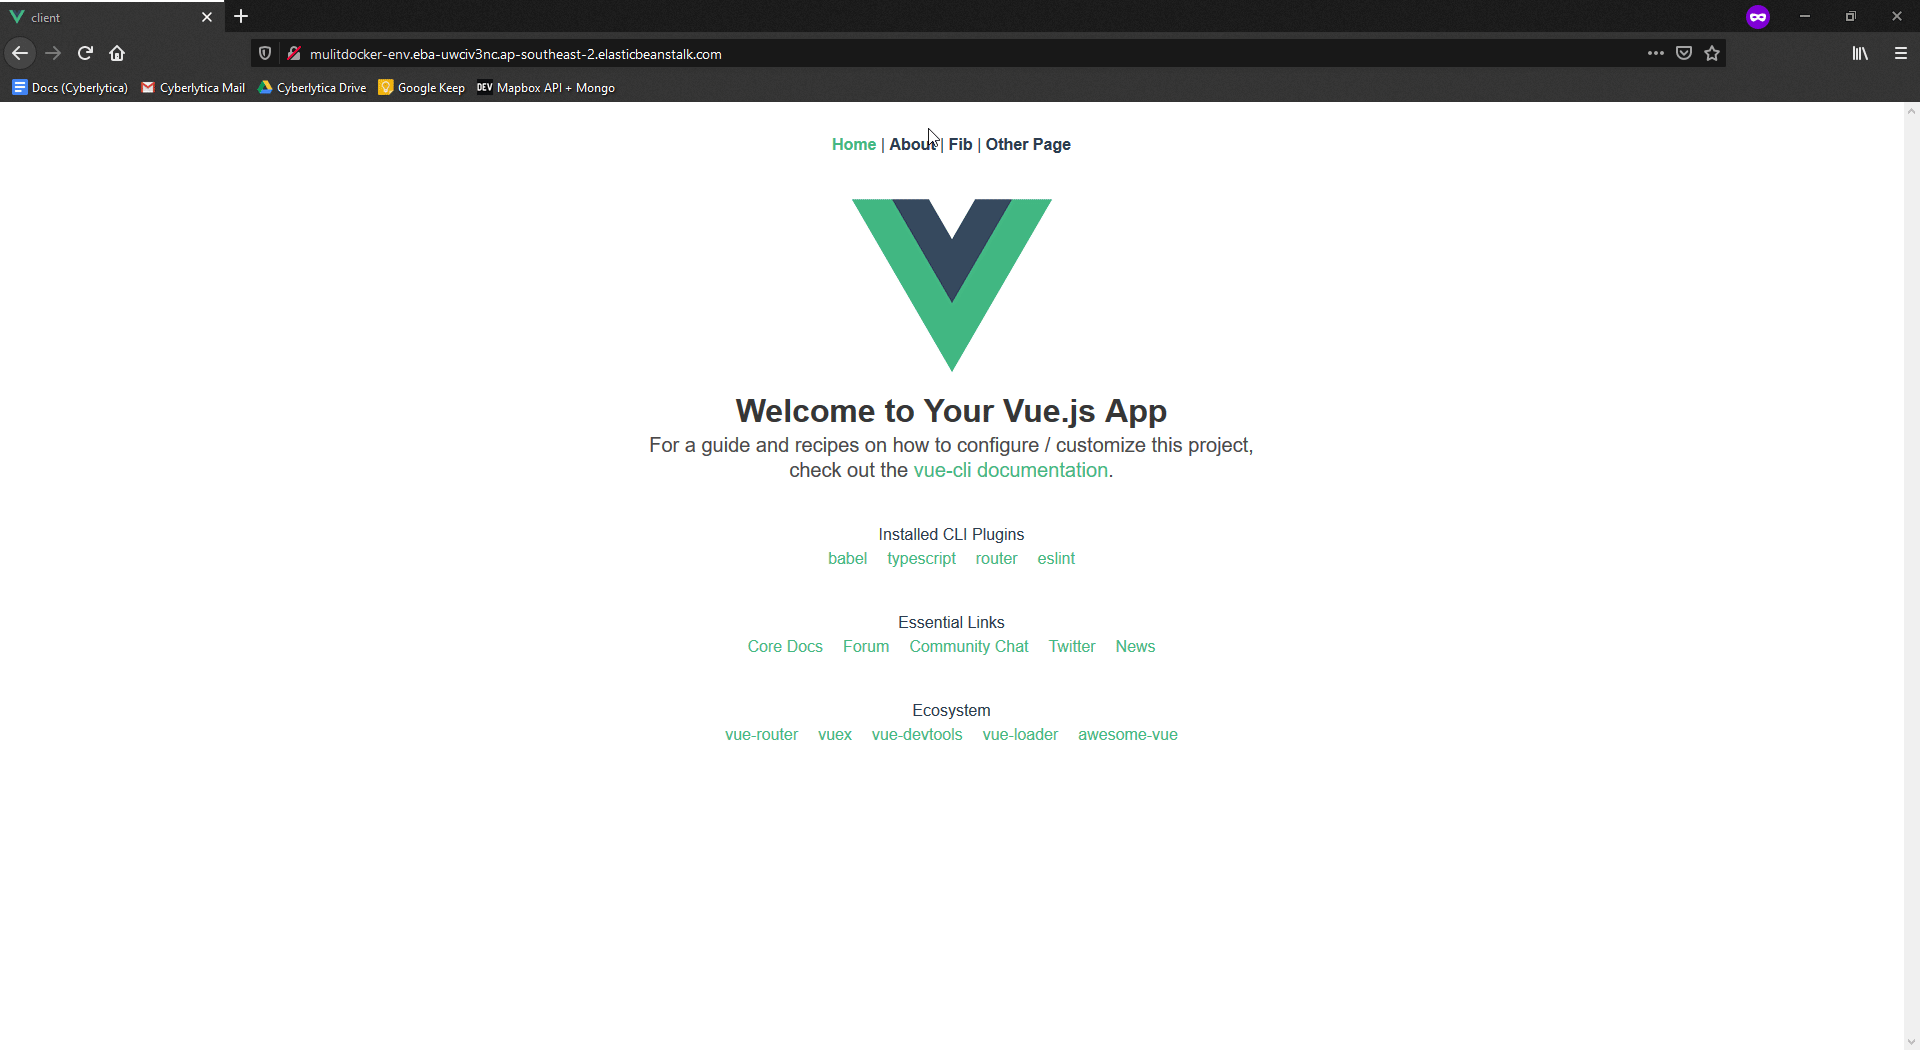 client
mulitdocker-env.eba-uwciv3nc.ap-southeast-2.elasticbeanstalk.com
Docs (Cyberlytica) Cyberlytica Mail Cyberlytica Drive Google Keep DEV Mapbox API + Mongo
Home | About | Fib | Other Page
Welcome to Your Vue.js App
For a guide and recipes on how to configure / customize this project,
check out the vue-cli documentation.
Installed CLI Plugins
babel typescript router eslint
Essential Links
Core Docs Forum Community Chat Twitter News
Ecosystem
vue-router vuex vue-devtools vue-loader awesome-vue